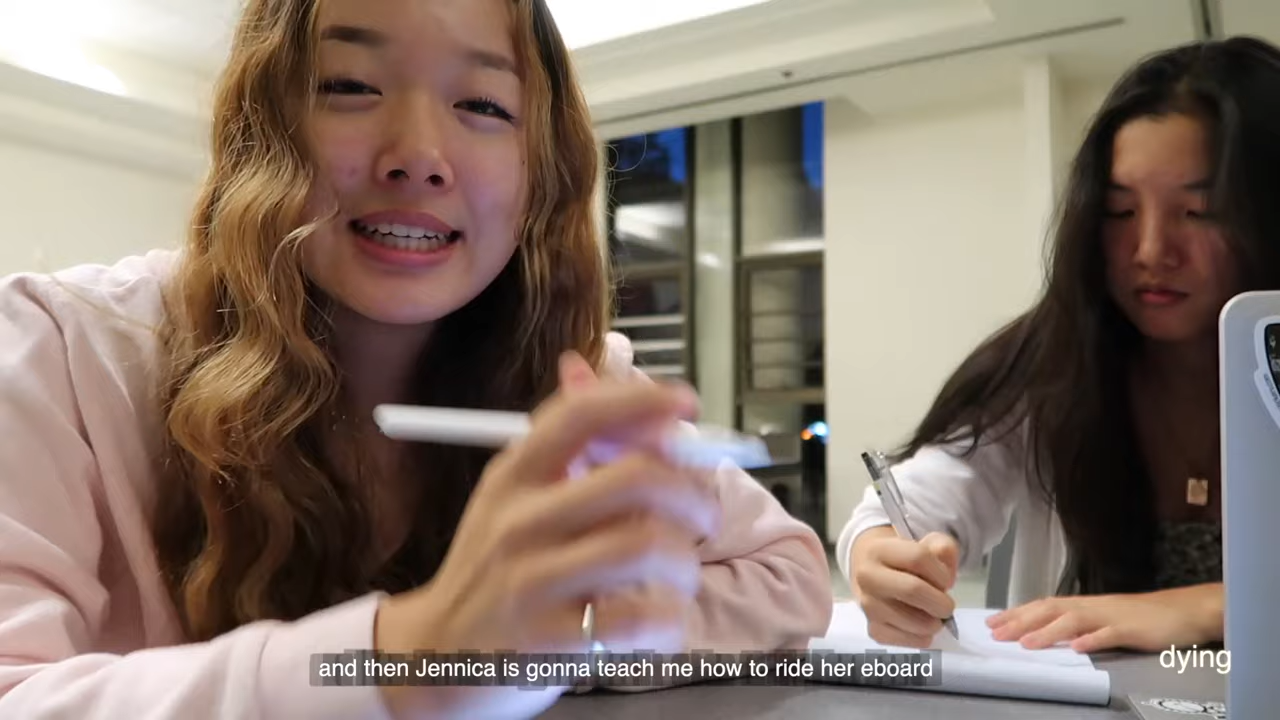 and then Jennica is gonna teach me how to ride her eboard
dying